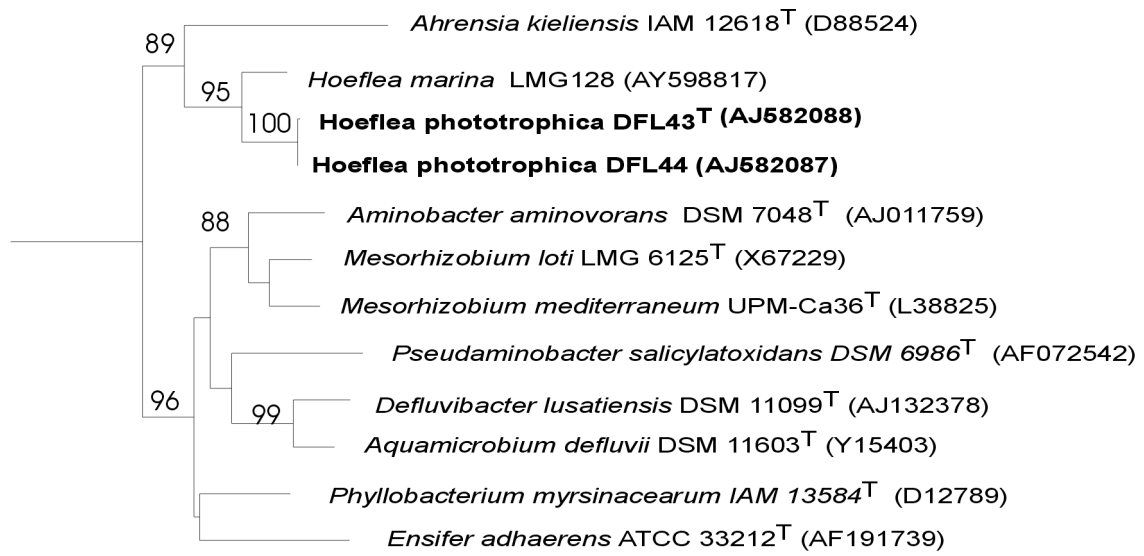 Ahrensia kieliensis IAM 12618T (D88524)
89
Hoeflea marina LMG128 (AY598817)
95
100 Hoeflea phototrophica DFL43T (AJ582088)
Hoeflea phototrophica DFL44 (AJ582087)
88 Aminobacter aminovorans DSM 7048T (AJ011759)
Mesorhizobium loti LMG 6125T (X67229)
Mesorhizobium mediterraneum UPM-Ca36T (L38825)
Pseudaminobacter salicylatoxidans DSM 6986T (AF072542)
96
Defluvibacter lusatiensis DSM 11099T (AJ132378)
99
Aquamicrobium defluvii DSM 11603T (Y15403)
Phyllobacterium myrsinacearum IAM 13584T (D12789)
Ensifer adhaerens ATCC 33212T (AF191739)